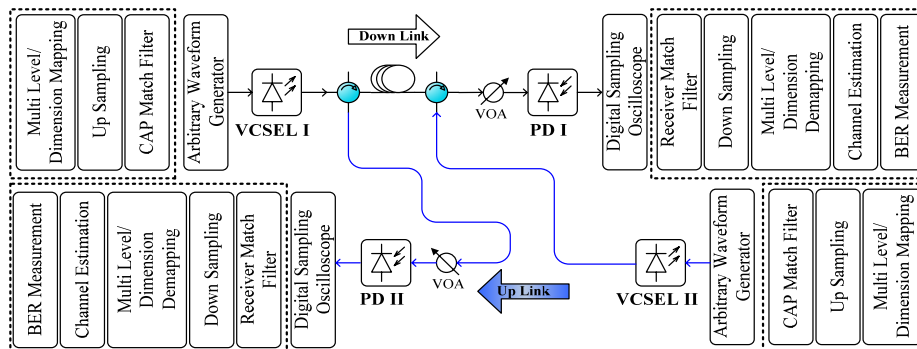 Multi Level/
Dimension Mapping
Up Sampling
CAP Match Filter
Arbitrary Waveform
Generator
VCSEL I
Down Link
VOA
PD I
Digital Sampling
Oscilloscope
Receiver Match
Filter
Down Sampling
Multi Level/
Dimension
Demapping
Channel Estimation
BER Measurement
BER Measurement
Channel Estimation
Multi Level/
Dimension
Demapping
Down Sampling
Receiver Match
Filter
Digital Sampling
Oscilloscope
PD II
VOA
Up Link
VCSEL II
Arbitrary Waveform
Generator
CAP Match Filter
Up Sampling
Multi Level/
Dimension Mapping